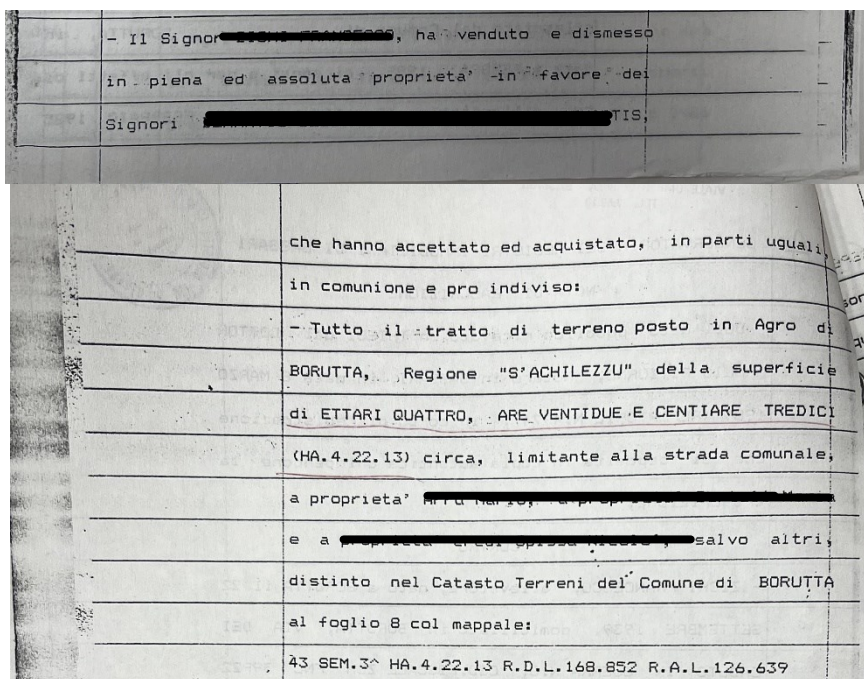 - Il Signor , ha venduto e dismesso
in piena ed assoluta proprieta' in favore dei
Signori TIS,
che hanno accettato ed acquistato, in parti uguali,
in comunione e pro indiviso:
- Tutto il tratto di terreno posto in Agro di
BORUTTA, Regione "S'ACHILEZZU" della superficie
di ETTARI QUATTRO, ARE VENTIDUE E CENTIARE TREDICI
(HA.4.22.13) circa, limitante alla strada comunale,
a proprieta'
e a salvo altri,
distinto nel Catasto Terreni del Comune di BORUTTA
al foglio 8 col mappale:
43 SEM.3^ HA.4.22.13 R.D.L.168.852 R.A.L.126.639